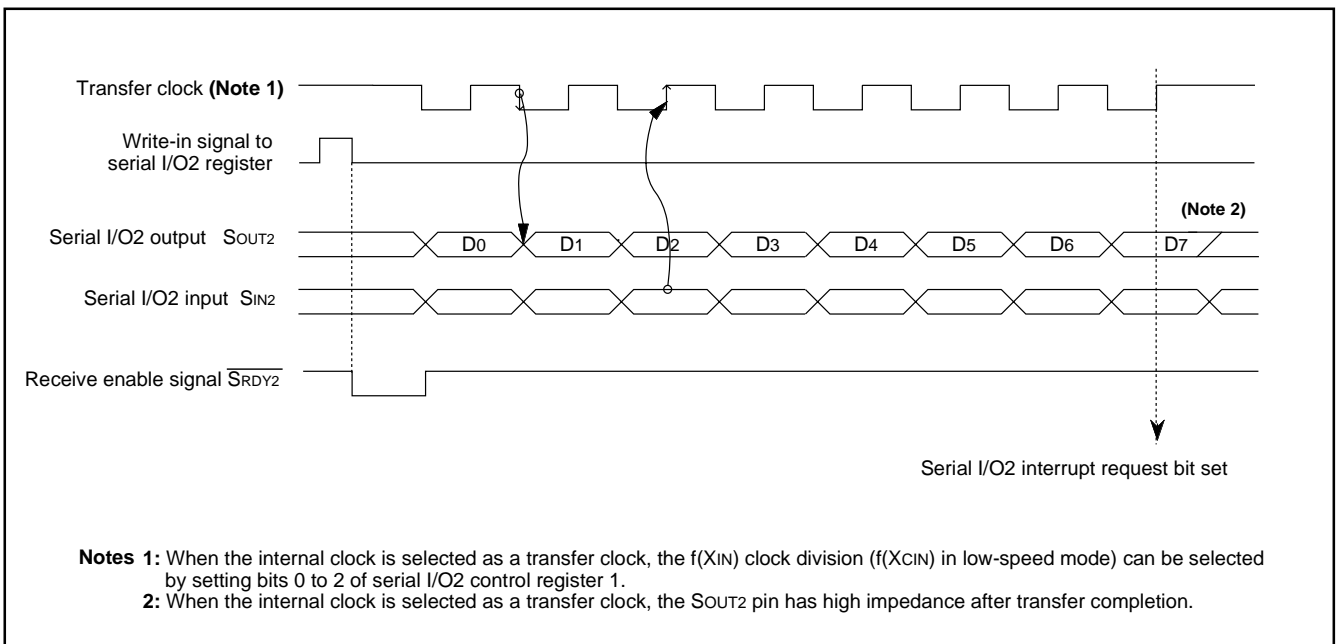 Transfer clock (Note 1)
Write-in signal to
serial I/O2 register
(Note 2)
Serial I/O2 output SOUT2
D0 D1 D2 D3 D4 D5 D6 D7
Serial I/O2 input SIN2
Receive enable signal SRDY2
Serial I/O2 interrupt request bit set
Notes 1: When the internal clock is selected as a transfer clock, the f(XIN) clock division (f(XCIN) in low-speed mode) can be selected
by setting bits 0 to 2 of serial I/O2 control register 1.
2: When the internal clock is selected as a transfer clock, the SOUT2 pin has high impedance after transfer completion.